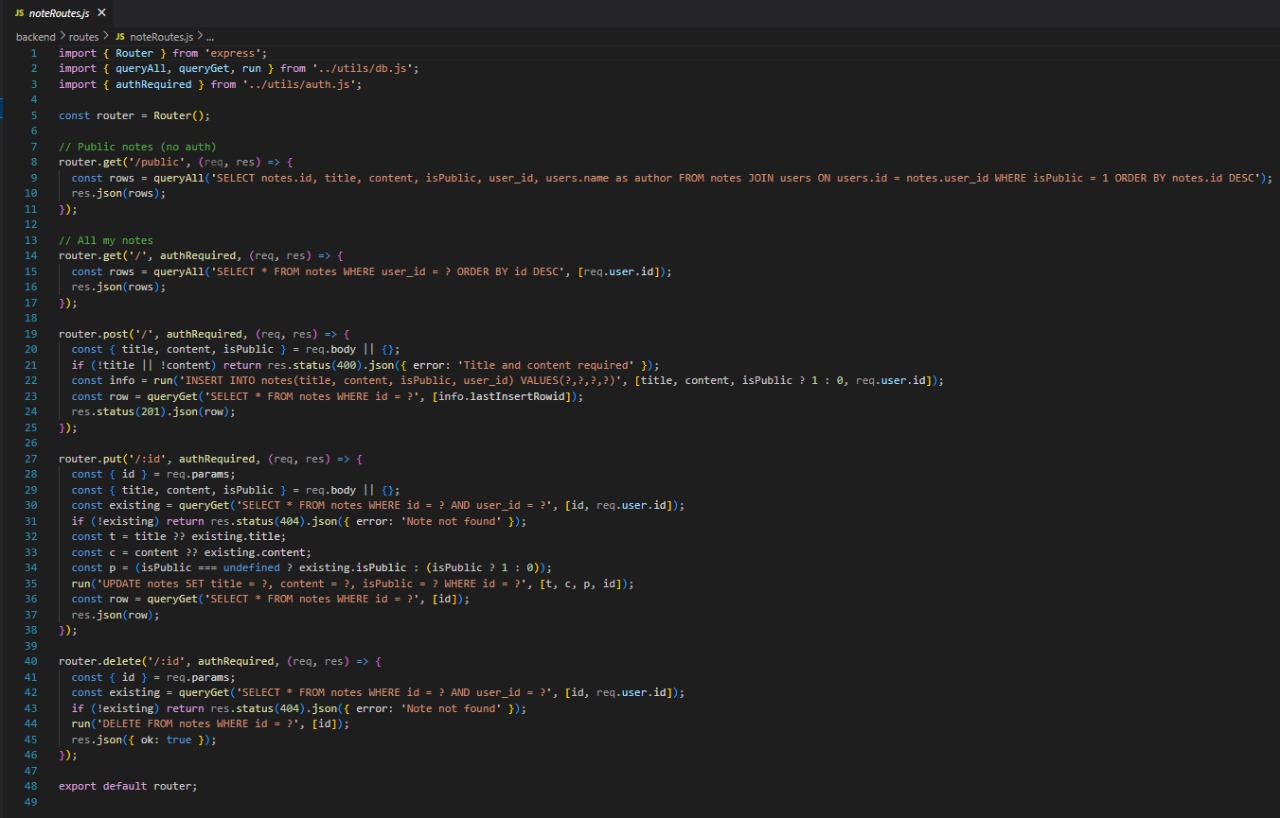 JS noteRoutes.js ×
backend > routes > JS noteRoutes.js > ...
1 import { Router } from 'express';
2 import { queryAll, queryGet, run } from '../utils/db.js';
3 import { authRequired } from '../utils/auth.js';
4
5 const router = Router();
6
7 // Public notes (no auth)
8 router.get('/public', (req, res) => {
9   const rows = queryAll('SELECT notes.id, title, content, isPublic, user_id, users.name as author FROM notes JOIN users ON users.id = notes.user_id WHERE isPublic = 1 ORDER BY notes.id DESC');
10   res.json(rows);
11 });
12
13 // All my notes
14 router.get('/', authRequired, (req, res) => {
15   const rows = queryAll('SELECT * FROM notes WHERE user_id = ? ORDER BY id DESC', [req.user.id]);
16   res.json(rows);
17 });
18
19 router.post('/', authRequired, (req, res) => {
20   const { title, content, isPublic } = req.body || {};
21   if (!title || !content) return res.status(400).json({ error: 'Title and content required' });
22   const info = run('INSERT INTO notes(title, content, isPublic, user_id) VALUES(?,?,?,?)', [title, content, isPublic ? 1 : 0, req.user.id]);
23   const row = queryGet('SELECT * FROM notes WHERE id = ?', [info.lastInsertRowid]);
24   res.status(201).json(row);
25 });
26
27 router.put('/:id', authRequired, (req, res) => {
28   const { id } = req.params;
29   const { title, content, isPublic } = req.body || {};
30   const existing = queryGet('SELECT * FROM notes WHERE id = ? AND user_id = ?', [id, req.user.id]);
31   if (!existing) return res.status(404).json({ error: 'Note not found' });
32   const t = title ?? existing.title;
33   const c = content ?? existing.content;
34   const p = (isPublic === undefined ? existing.isPublic : (isPublic ? 1 : 0));
35   run('UPDATE notes SET title = ?, content = ?, isPublic = ? WHERE id = ?', [t, c, p, id]);
36   const row = queryGet('SELECT * FROM notes WHERE id = ?', [id]);
37   res.json(row);
38 });
39
40 router.delete('/:id', authRequired, (req, res) => {
41   const { id } = req.params;
42   const existing = queryGet('SELECT * FROM notes WHERE id = ? AND user_id = ?', [id, req.user.id]);
43   if (!existing) return res.status(404).json({ error: 'Note not found' });
44   run('DELETE FROM notes WHERE id = ?', [id]);
45   res.json({ ok: true });
46 });
47
48 export default router;
49